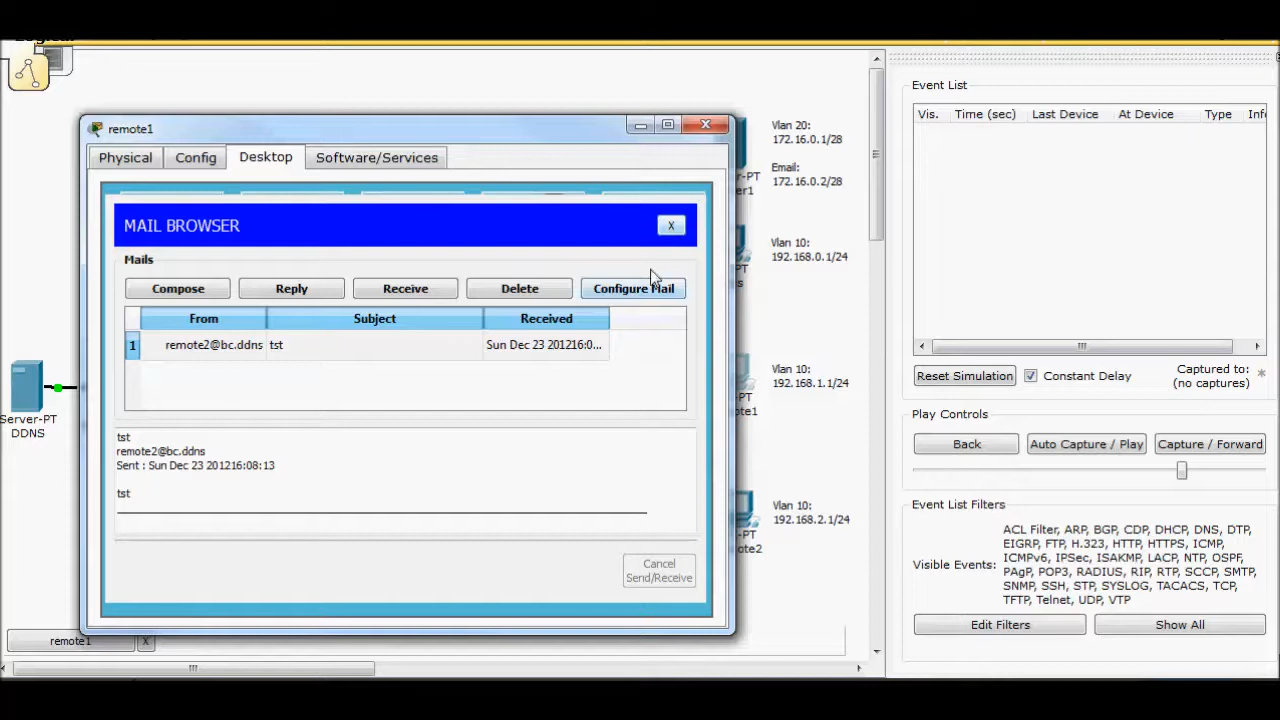 remote1
Physical
Config
Desktop
Software/Services
MAIL BROWSER
X
Mails
Compose
Reply
Receive
Delete
Configure Mail
From
Subject
Received
1
remote2@bc.ddns
tst
Sun Dec 23 201216:0...
tst
remote2@bc.ddns
Sent : Sun Dec 23 201216:08:13
tst
Cancel
Send/Receive
Server-PT
DDNS
remote1
X
Vlan 20:
172.16.0.1/28
Email:
172.16.0.2/28
Vlan 10:
192.168.0.1/24
Vlan 10:
192.168.1.1/24
Vlan 10:
192.168.2.1/24
Event List
Vis.
Time (sec)
Last Device
At Device
Type
Info
Reset Simulation
Constant Delay
Captured to:
(no captures)
*
Play Controls
Back
Auto Capture / Play
Capture / Forward
Event List Filters
Visible Events:
ACL Filter, ARP, BGP, CDP, DHCP, DNS, DTP,
EIGRP, FTP, H.323, HTTP, HTTPS, ICMP,
ICMPv6, IPSec, ISAKMP, LACP, NTP, OSPF,
PAgP, POP3, RADIUS, RIP, RTP, SCCP, SMTP,
SNMP, SSH, STP, SYSLOG, TACACS, TCP,
TFTP, Telnet, UDP, VTP
Edit Filters
Show All